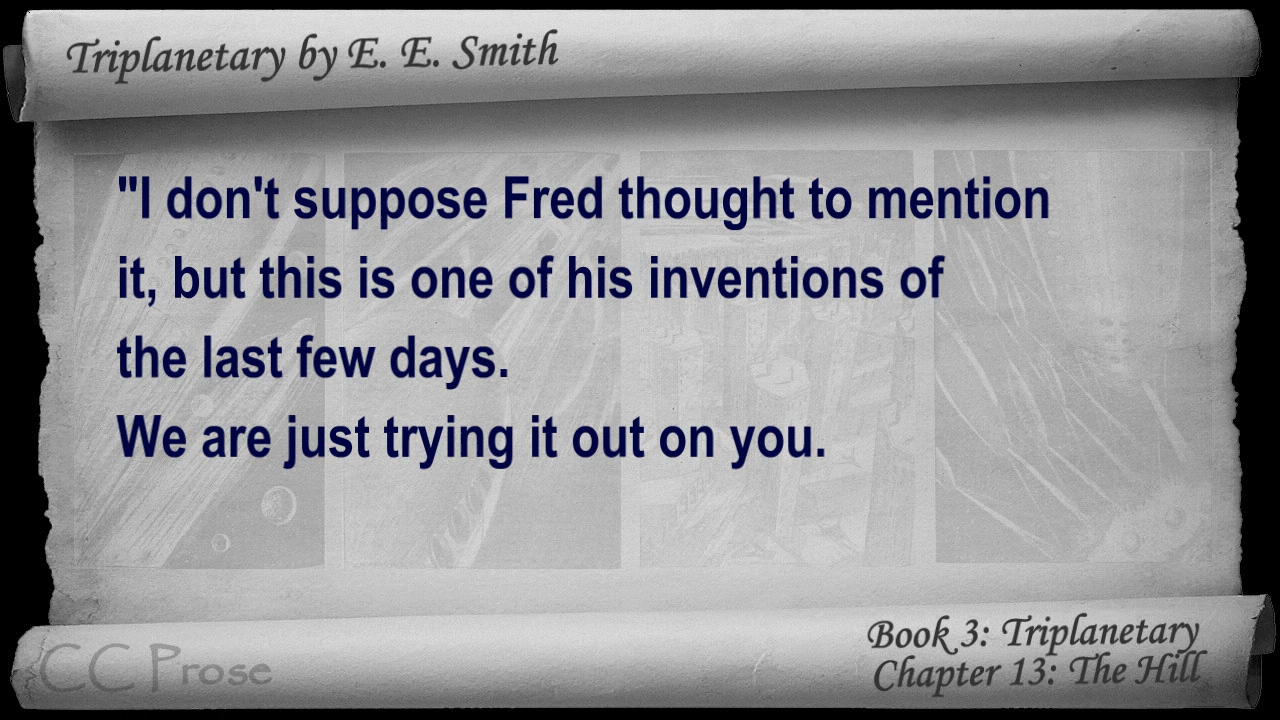 Triplanetary by E. E. Smith
"I don't suppose Fred thought to mention
it, but this is one of his inventions of
the last few days.
We are just trying it out on you.
CC Prose
Book 3: Triplanetary
Chapter 13: The Hill